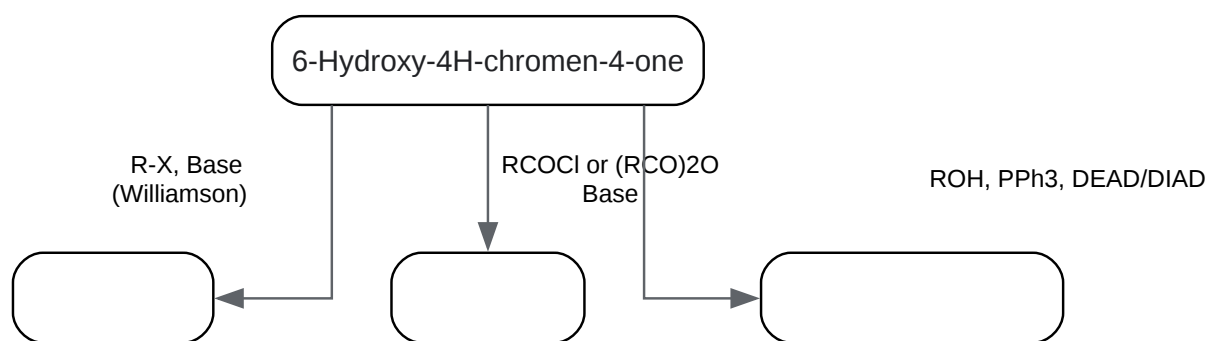 6-Hydroxy-4H-chromen-4-one
R-X, Base
(Williamson)
RCOCl or (RCO)2O
Base
ROH, PPh3, DEAD/DIAD